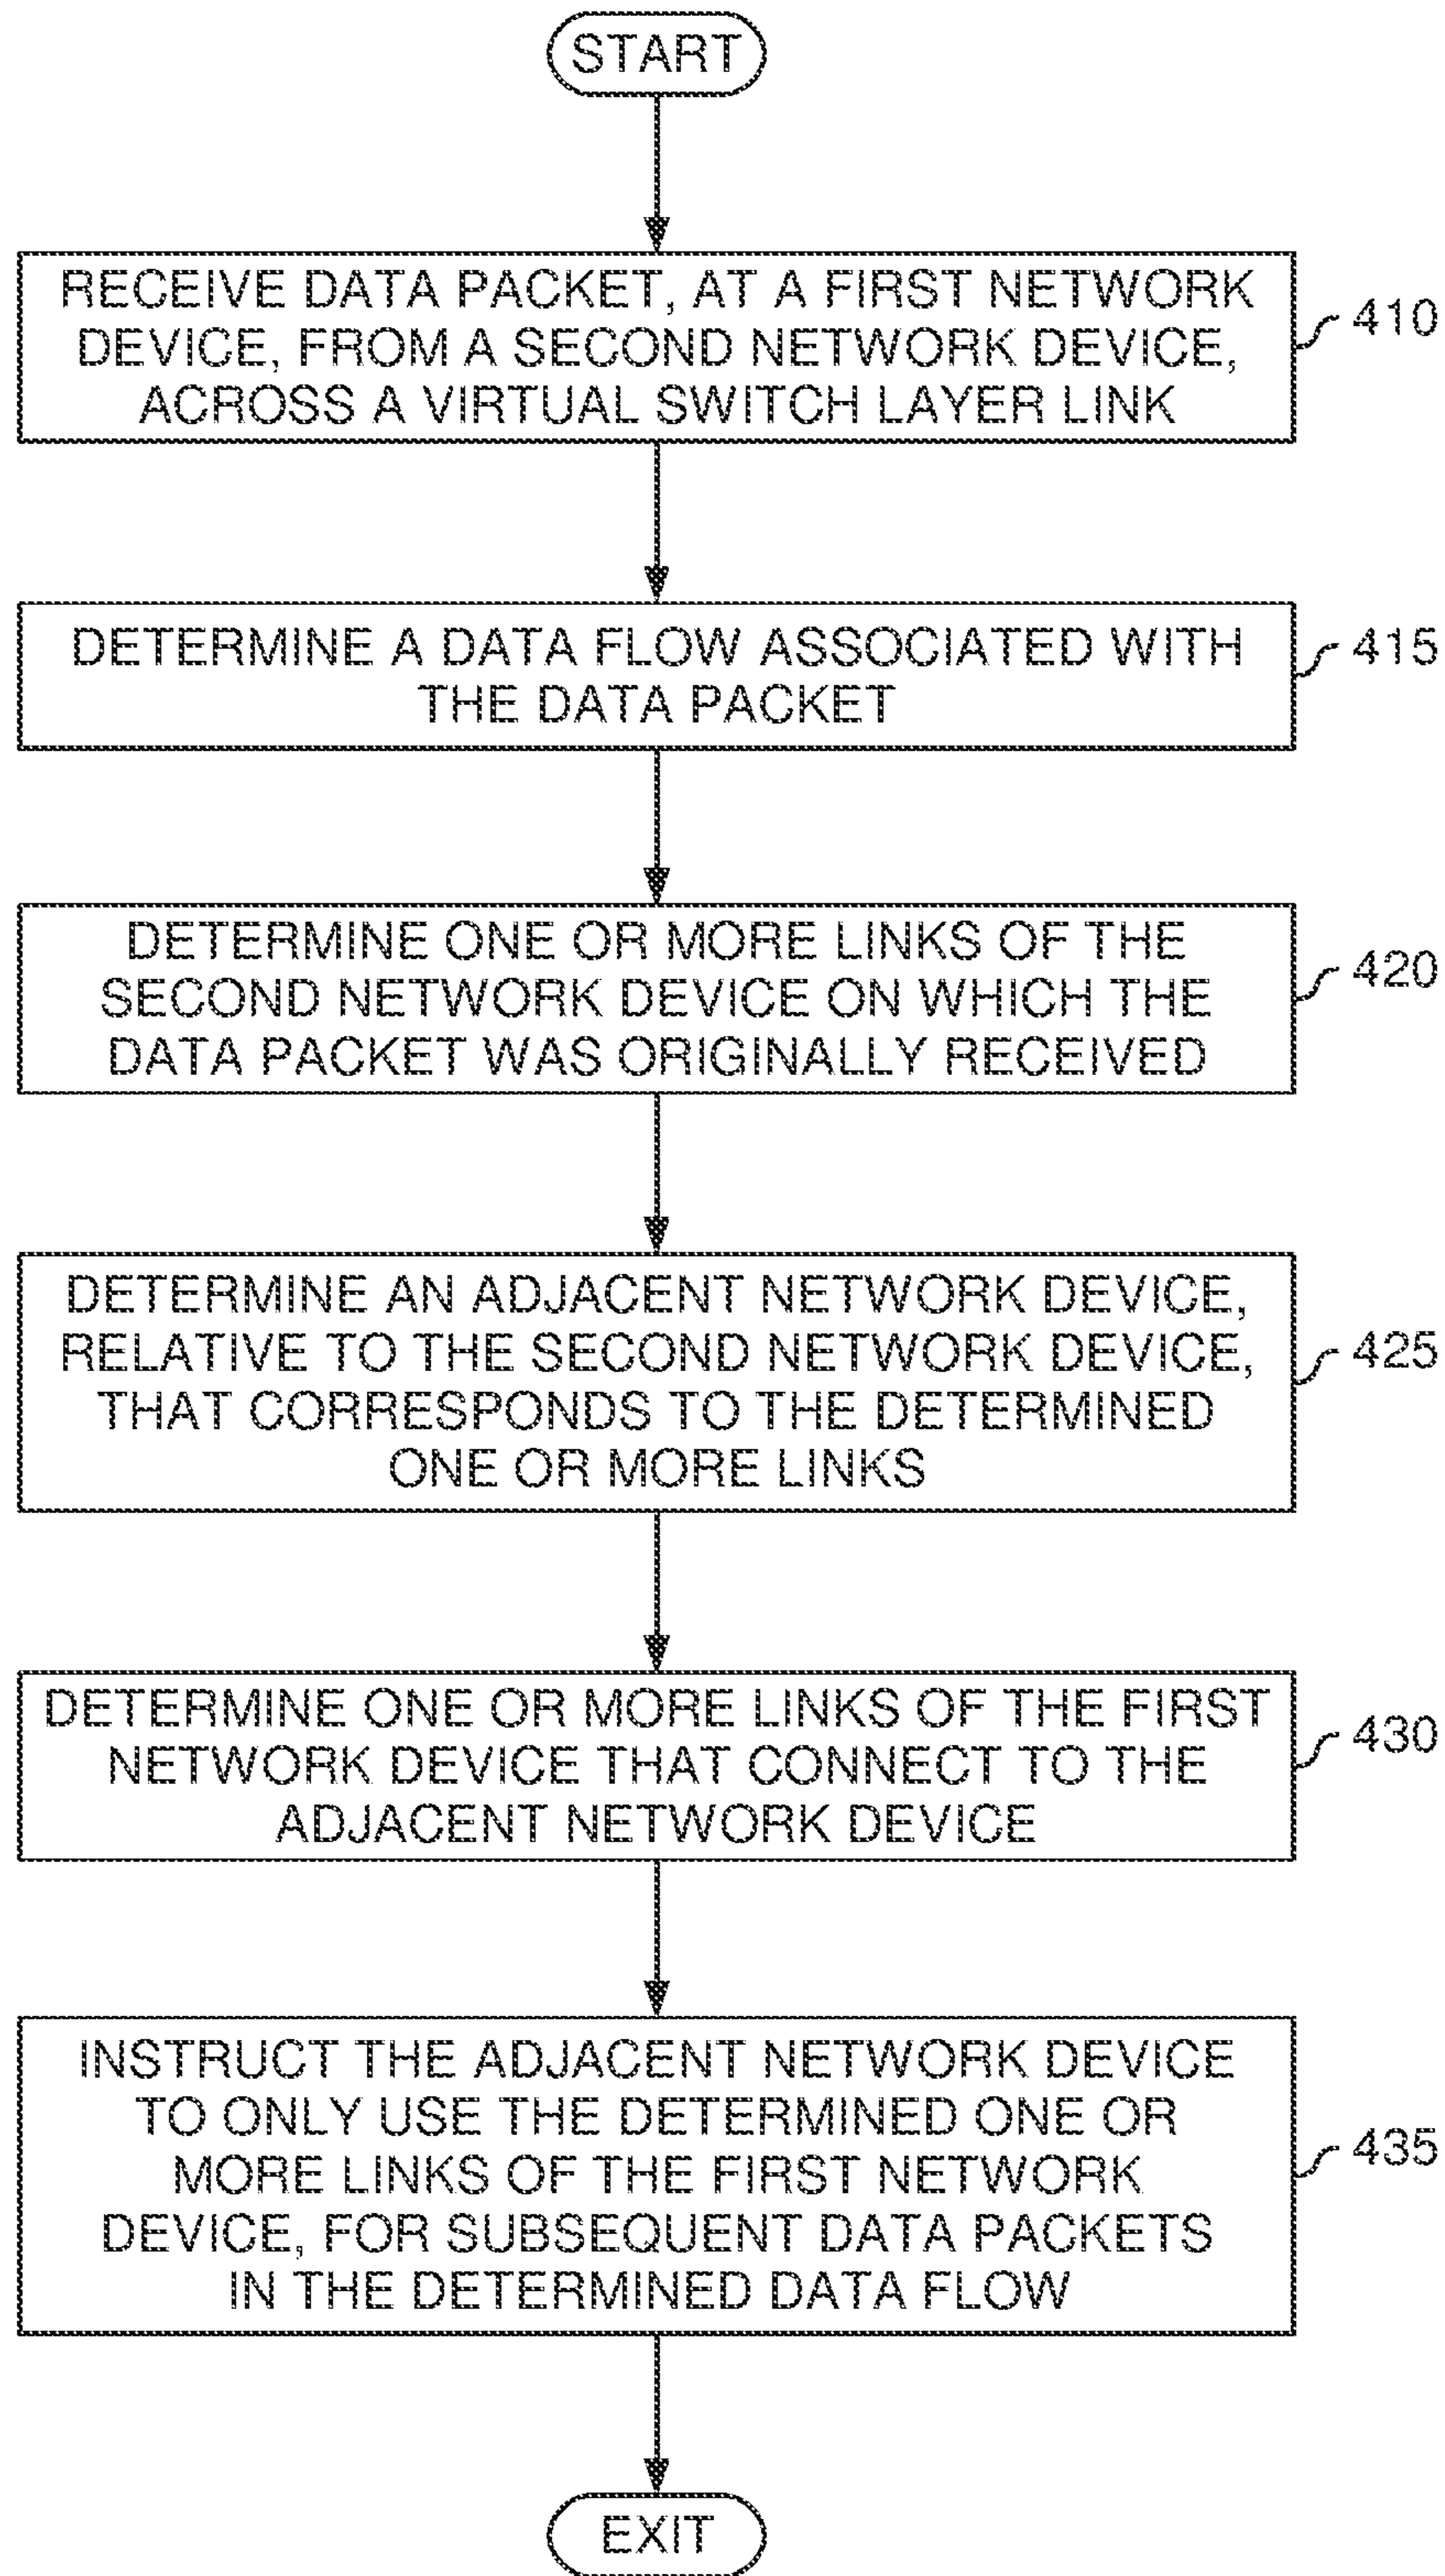 START
RECEIVE DATA PACKET, AT A FIRST NETWORK
DEVICE, FROM A SECOND NETWORK DEVICE,
ACROSS A VIRTUAL SWITCH LAYER LINK
410
DETERMINE A DATA FLOW ASSOCIATED WITH
THE DATA PACKET
415
DETERMINE ONE OR MORE LINKS OF THE
SECOND NETWORK DEVICE ON WHICH THE
DATA PACKET WAS ORIGINALLY RECEIVED
420
DETERMINE AN ADJACENT NETWORK DEVICE,
RELATIVE TO THE SECOND NETWORK DEVICE,
THAT CORRESPONDS TO THE DETERMINED
ONE OR MORE LINKS
425
DETERMINE ONE OR MORE LINKS OF THE FIRST
NETWORK DEVICE THAT CONNECT TO THE
ADJACENT NETWORK DEVICE
430
INSTRUCT THE ADJACENT NETWORK DEVICE
TO ONLY USE THE DETERMINED ONE OR
MORE LINKS OF THE FIRST NETWORK
DEVICE, FOR SUBSEQUENT DATA PACKETS
IN THE DETERMINED DATA FLOW
435
EXIT